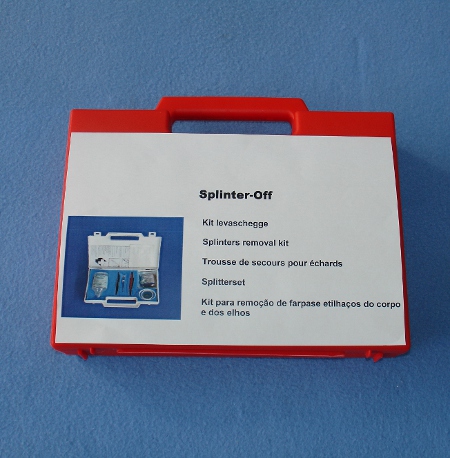 Splinter-Off
Kit levaschegge
Splinters removal kit
Trousse de secours pour échards
Splitterset
Kit para remoção de farpase etilhaços do corpo
e dos elhos